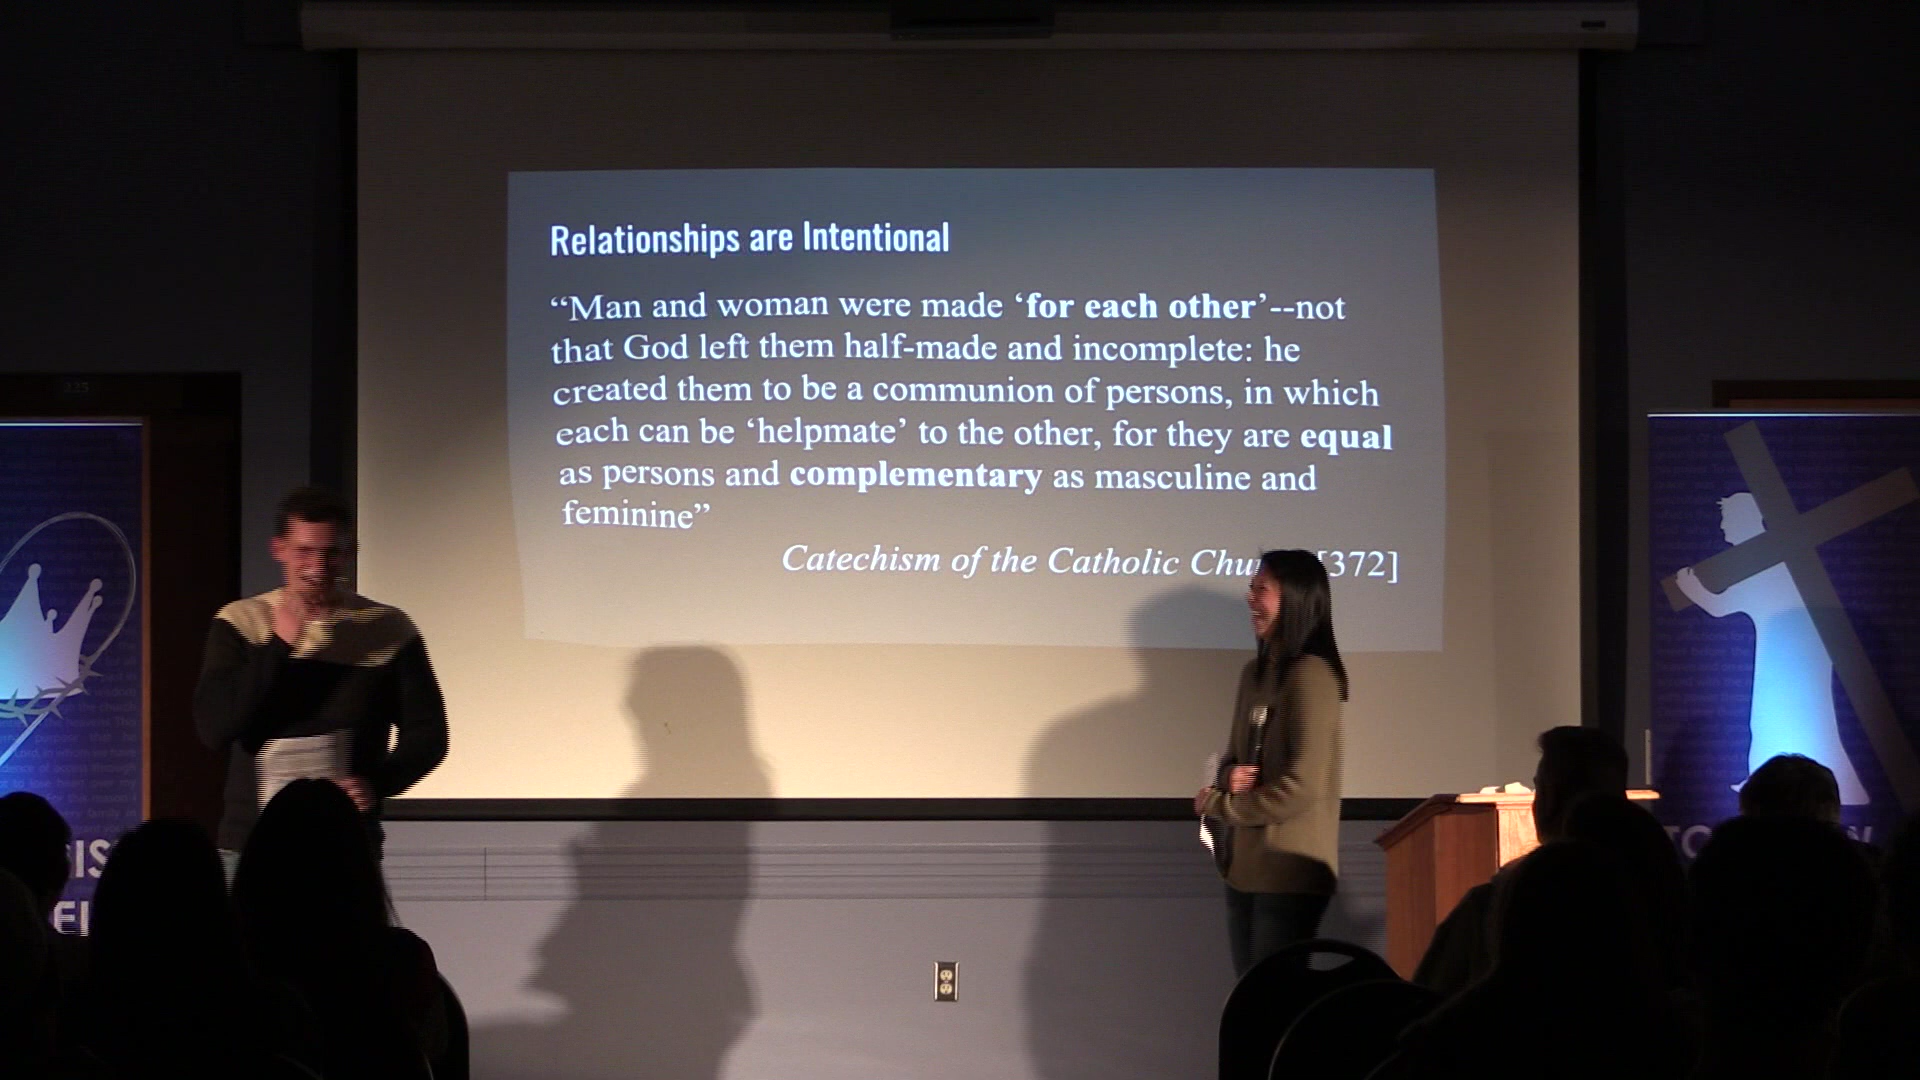 Relationships are Intentional
“Man and woman were made ‘for each other’--not
that God left them half-made and incomplete: he
created them to be a communion of persons, in which
each can be ‘helpmate’ to the other, for they are equal
as persons and complementary as masculine and
feminine”
Catechism of the Catholic Chu [372]